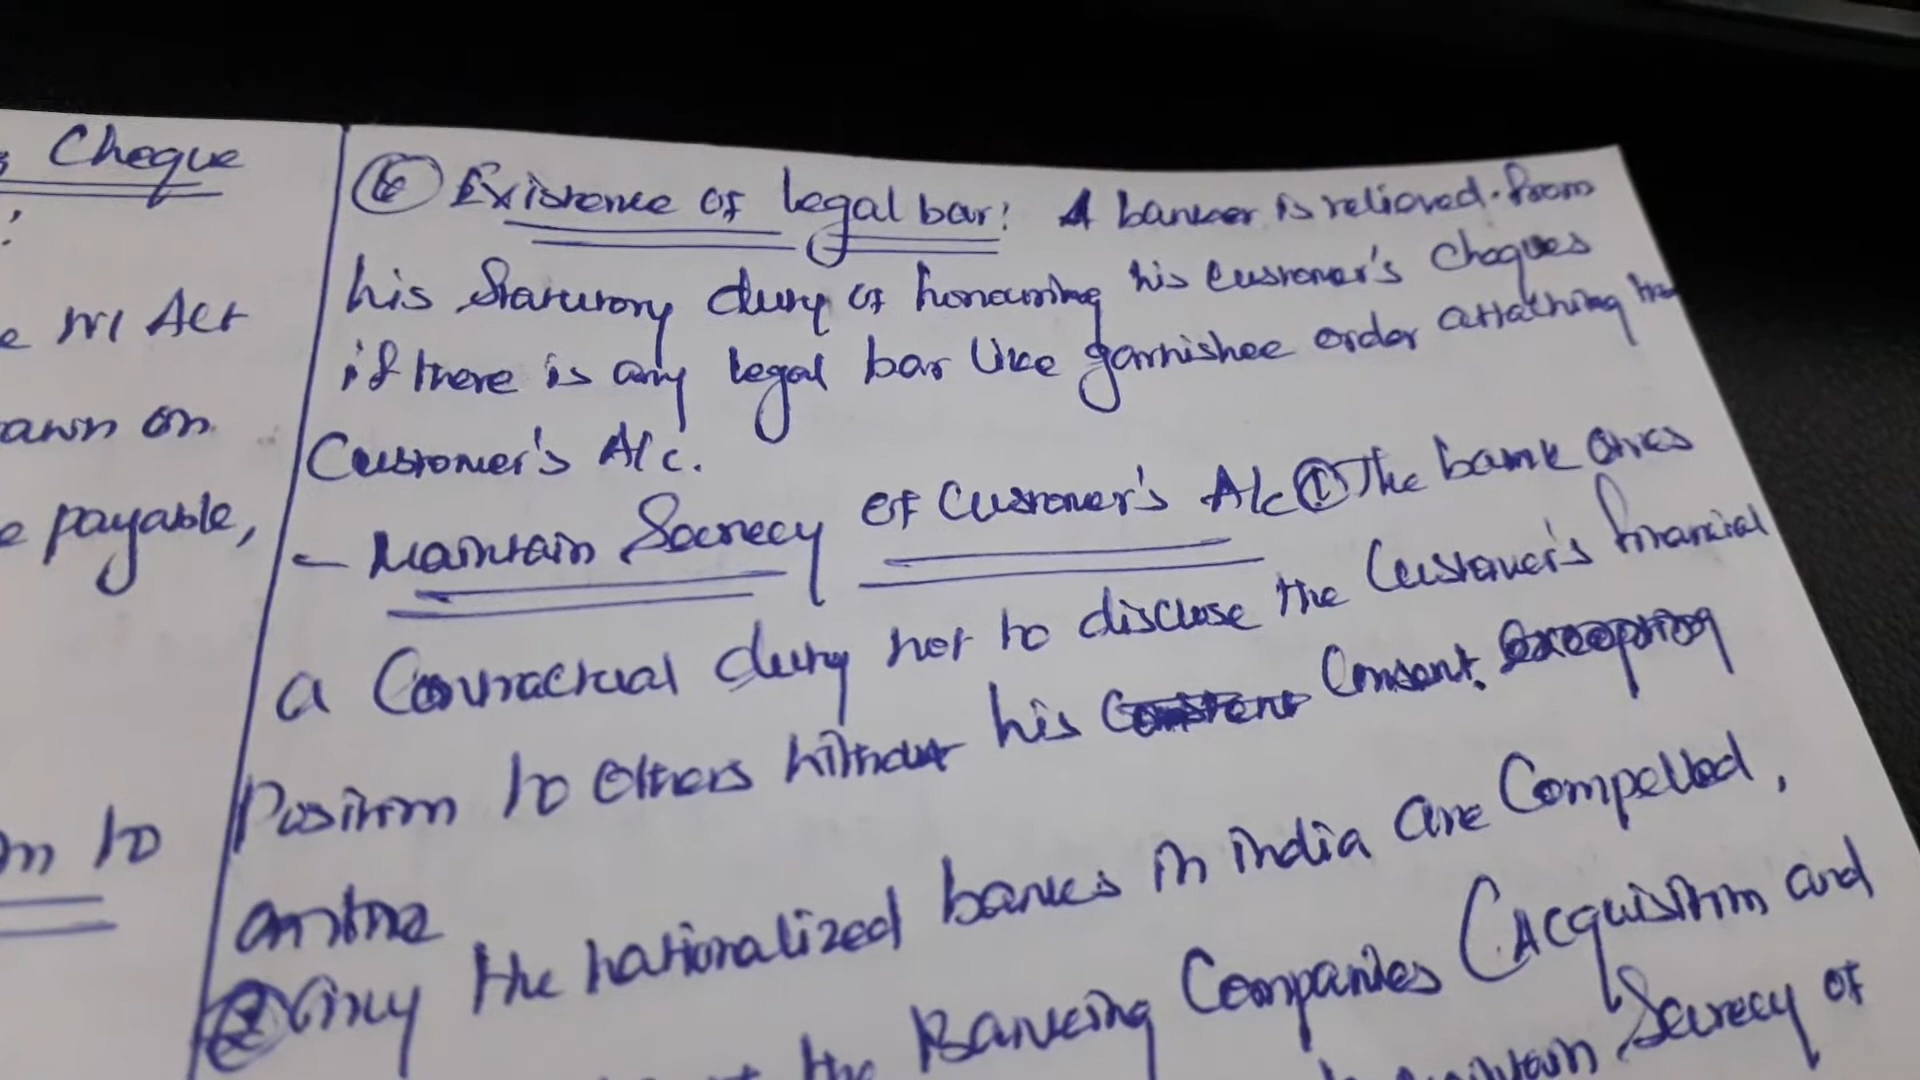 Cheque
NI Act
on
payable,
to
⑥ Existence of legal bar: A banker is relieved from
his Statutory duty of honouring his customer's Cheques
if there is any legal bar like garnishee order attaching the
Customer's A/c.
- Maintain Secrecy of Customer's A/c ① The bank owes
a Contractual duty not to disclose the Customer's financial
Position to others without his Consent.
② Only the nationalized banks in india are Compelled,
the Banking Companies (Acquisition and
Secrecy of